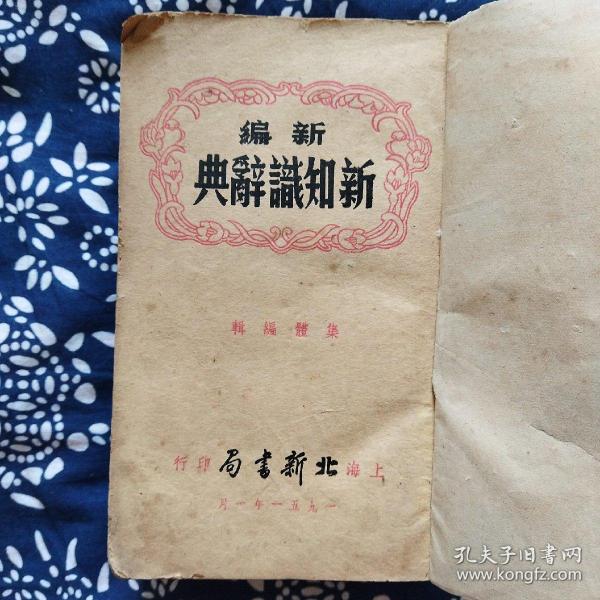 新編
新知識辭典
集體編輯
上海北新書局印行
一九五一年一月
孔夫子旧书网
www.kongfz.com